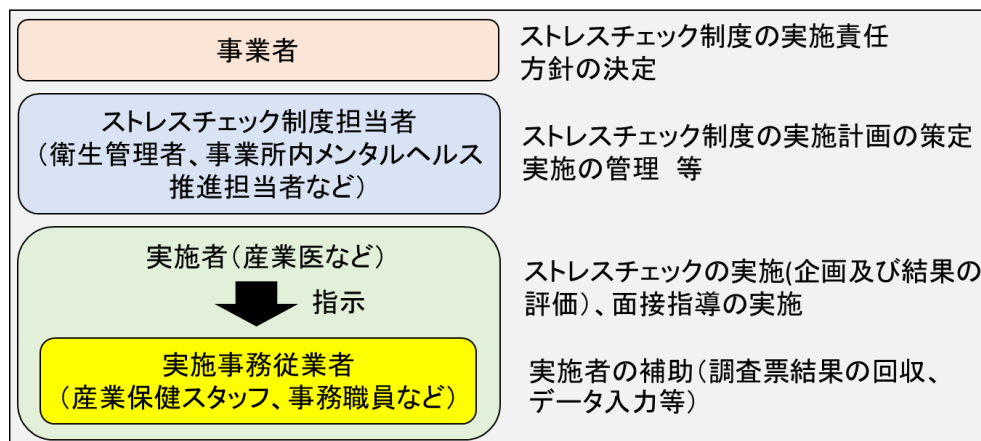 事業者
ストレスチェック制度の実施責任
方針の決定
ストレスチェック制度担当者
（衛生管理者、事業所内メンタルヘルス
推進担当者など）
ストレスチェック制度の実施計画の策定
実施の管理　等
実施者（産業医など）
指示
ストレスチェックの実施(企画及び結果の
評価）、面接指導の実施
実施事務従業者
（産業保健スタッフ、事務職員など）
実施者の補助（調査票結果の回収、
データ入力等）